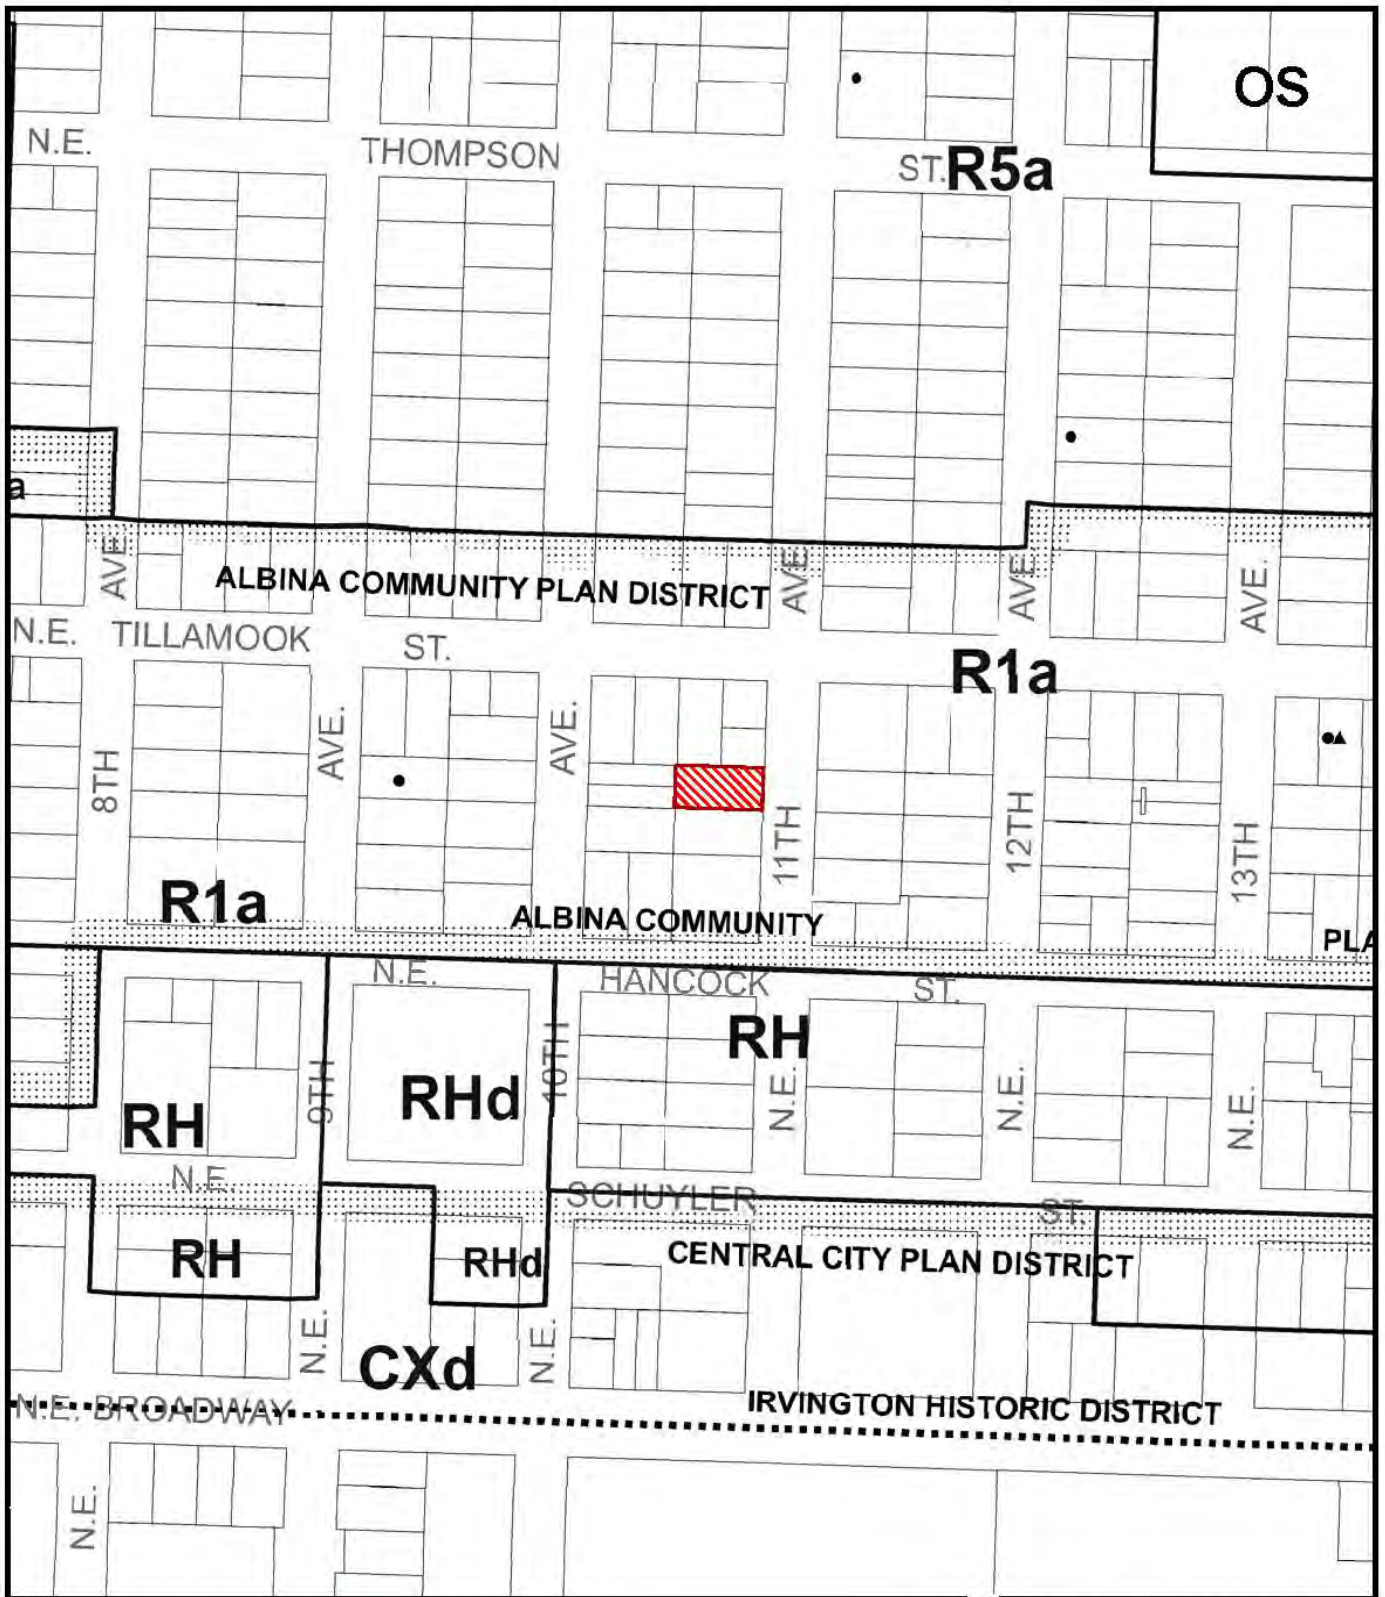 OS
N.E. THOMPSON ST.
R5a
a
AVE
AVE
AVE
AVE.
ALBINA COMMUNITY PLAN DISTRICT
N.E. TILLAMOOK ST.
R1a
AVE.
AVE.
8TH
11TH
12TH
13TH
R1a
ALBINA COMMUNITY PLA
N.E. HANCOCK ST.
RH
RHd
10TH
9TH
RH
N.E.
N.E.
N.E.
N.E. SCHUYLER ST.
RH
RHd
CENTRAL CITY PLAN DISTRICT
N.E.
N.E.
CXd
IRVINGTON HISTORIC DISTRICT
N.E. BROADWAY
N.E.